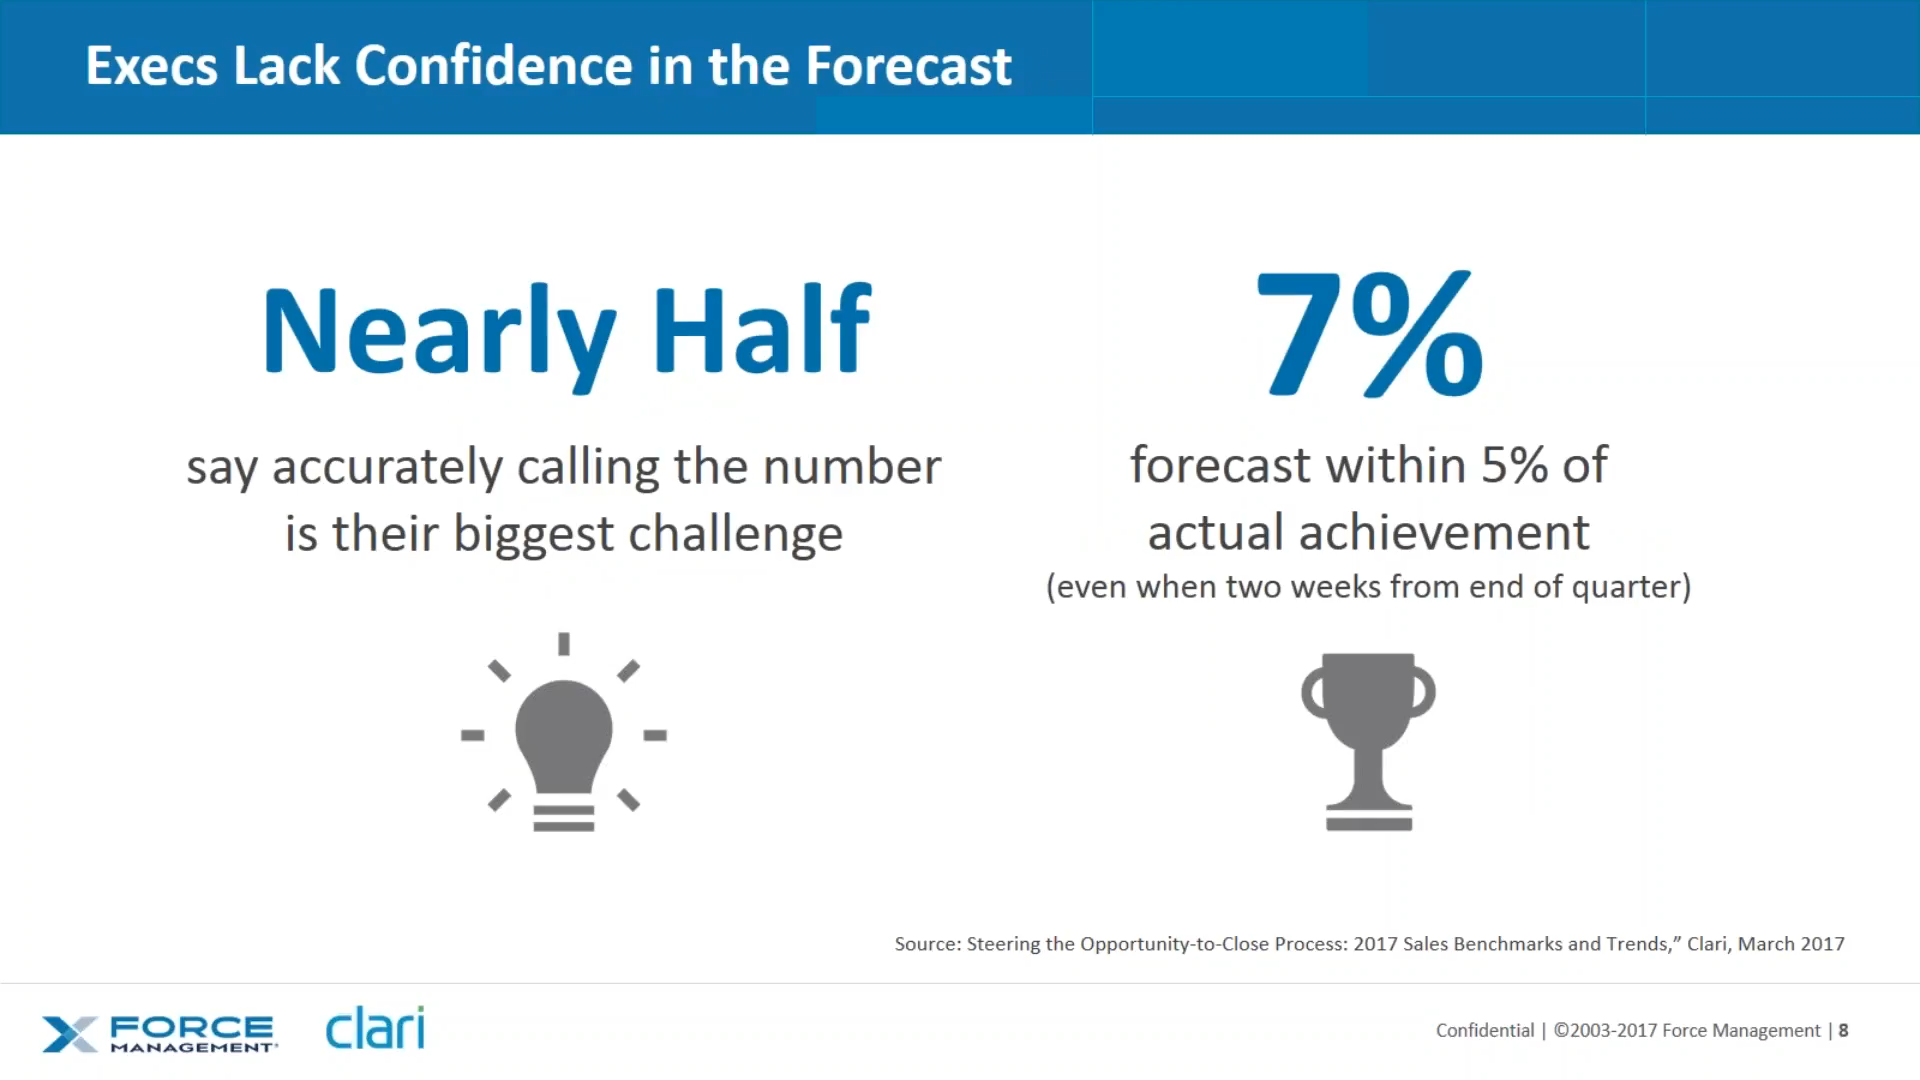 Execs Lack Confidence in the Forecast
Nearly Half
say accurately calling the number
is their biggest challenge
7%
forecast within 5% of
actual achievement
(even when two weeks from end of quarter)
Source: Steering the Opportunity-to-Close Process: 2017 Sales Benchmarks and Trends,” Clari, March 2017
FORCE
MANAGEMENT
clari
Confidential | ©2003-2017 Force Management | 8